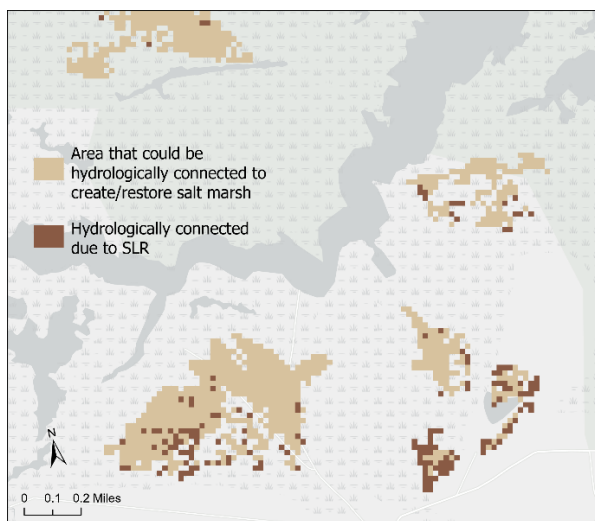 Area that could be
hydrologically connected to
create/restore salt marsh
Hydrologically connected
due to SLR
N
0 0.1 0.2 Miles